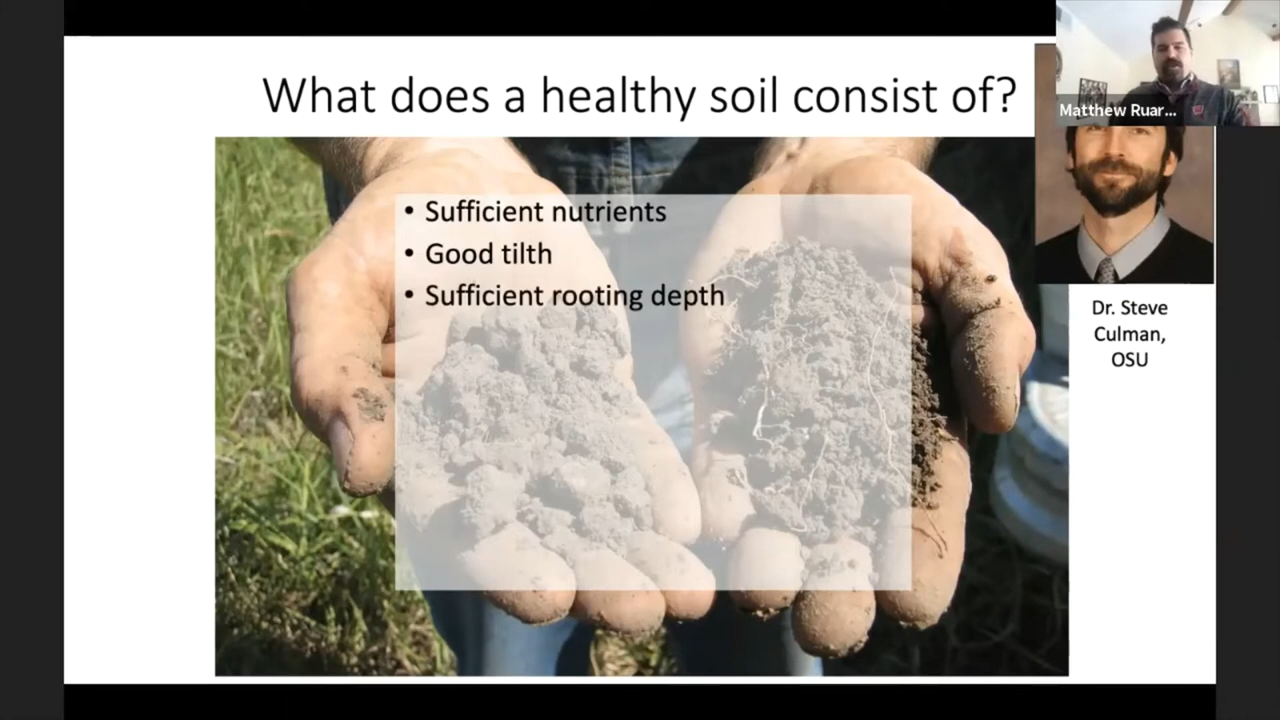 What does a healthy soil consist of?
Matthew Ruar...
• Sufficient nutrients
• Good tilth
• Sufficient rooting depth
Dr. Steve
Culman,
OSU